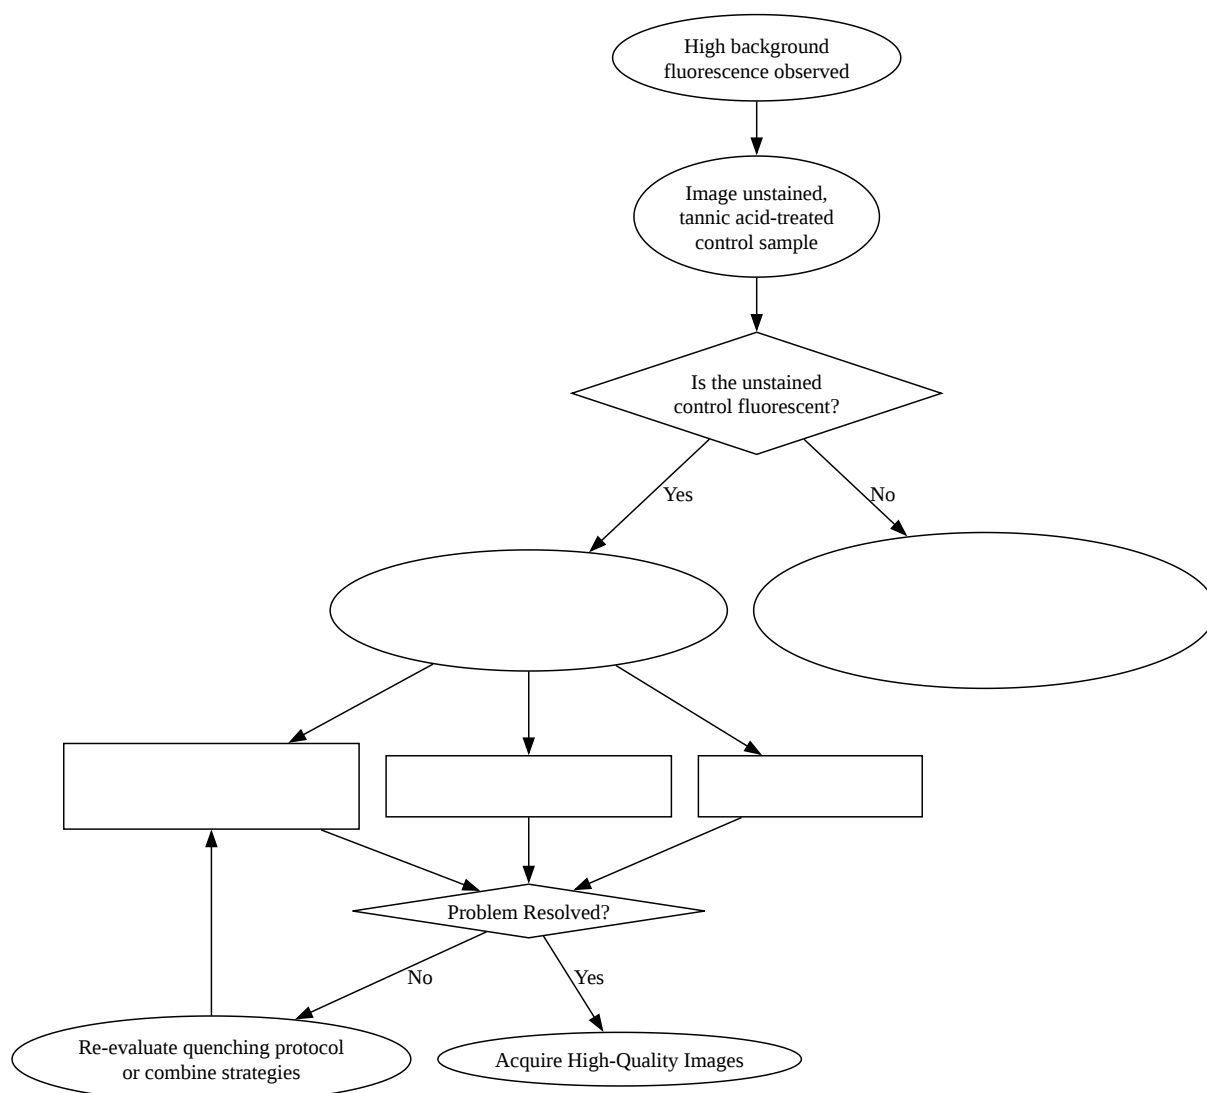 High background
fluorescence observed
Image unstained,
tannic acid-treated
control sample
Is the unstained
control fluorescent?
Yes
No
Problem Resolved?
No
Yes
Re-evaluate quenching protocol
or combine strategies
Acquire High-Quality Images